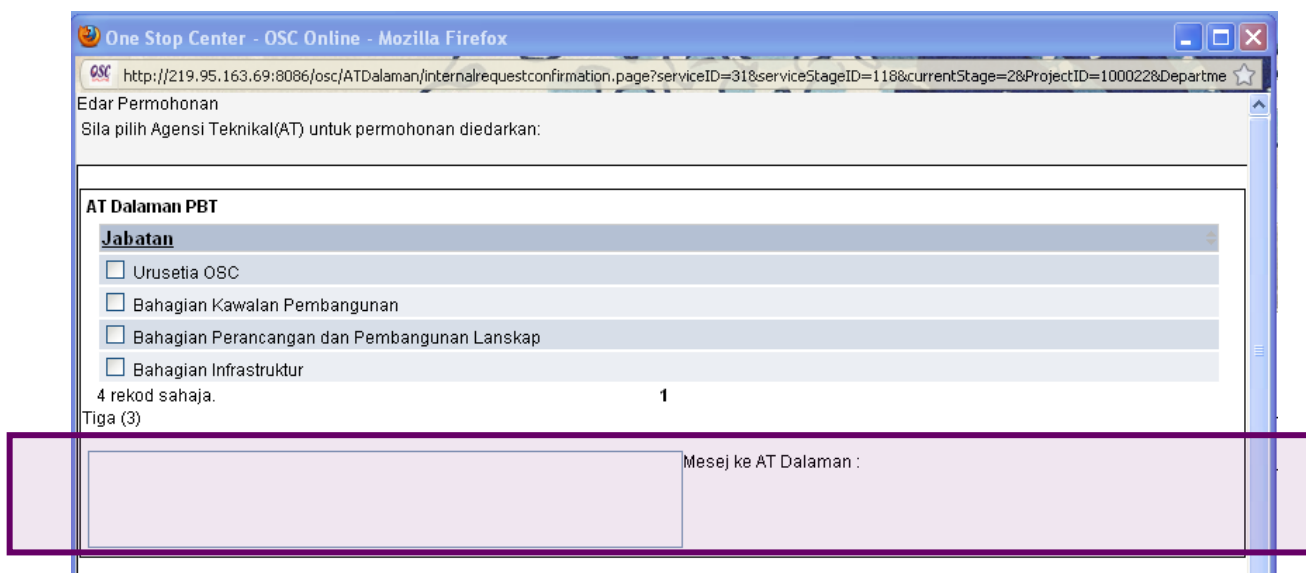 One Stop Center - OSC Online - Mozilla Firefox
OSC http://219.95.163.69:8086/osc/ATDalaman/internalrequestconfirmation.page?serviceID=31&serviceStageID=118&currentStage=2&ProjectID=100022&Departme
Edar Permohonan
Sila pilih Agensi Teknikal(AT) untuk permohonan diedarkan:
AT Dalaman PBT
Jabatan
Urusetia OSC
Bahagian Kawalan Pembangunan
Bahagian Perancangan dan Pembangunan Lanskap
Bahagian Infrastruktur
4 rekod sahaja. 1
Tiga (3)
Mesej ke AT Dalaman :